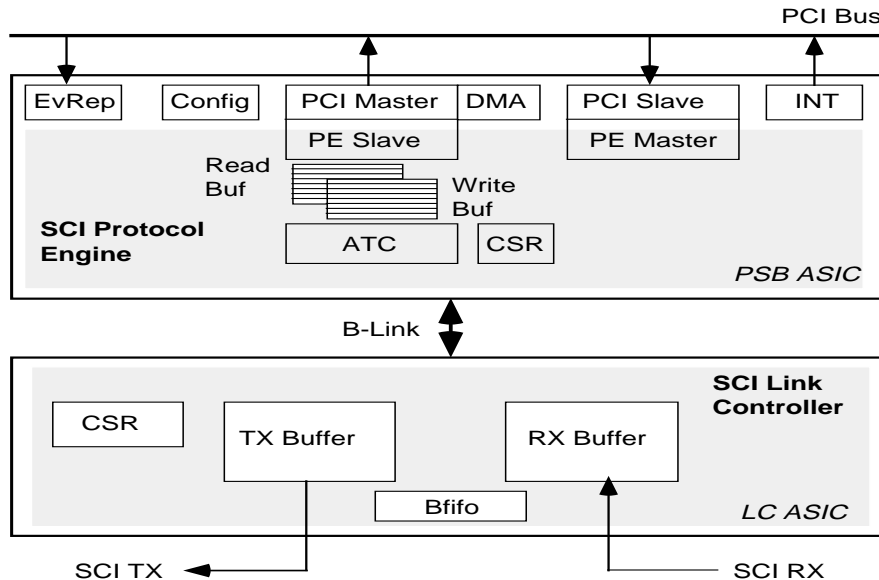 PCI Bus
EvRep
Config
PCI Master
DMA
PCI Slave
INT
PE Slave
PE Master
Read
Buf
Write
Buf
SCI Protocol
Engine
ATC
CSR
PSB ASIC
B-Link
SCI Link
Controller
CSR
TX Buffer
RX Buffer
Bfifo
LC ASIC
SCI TX
SCI RX